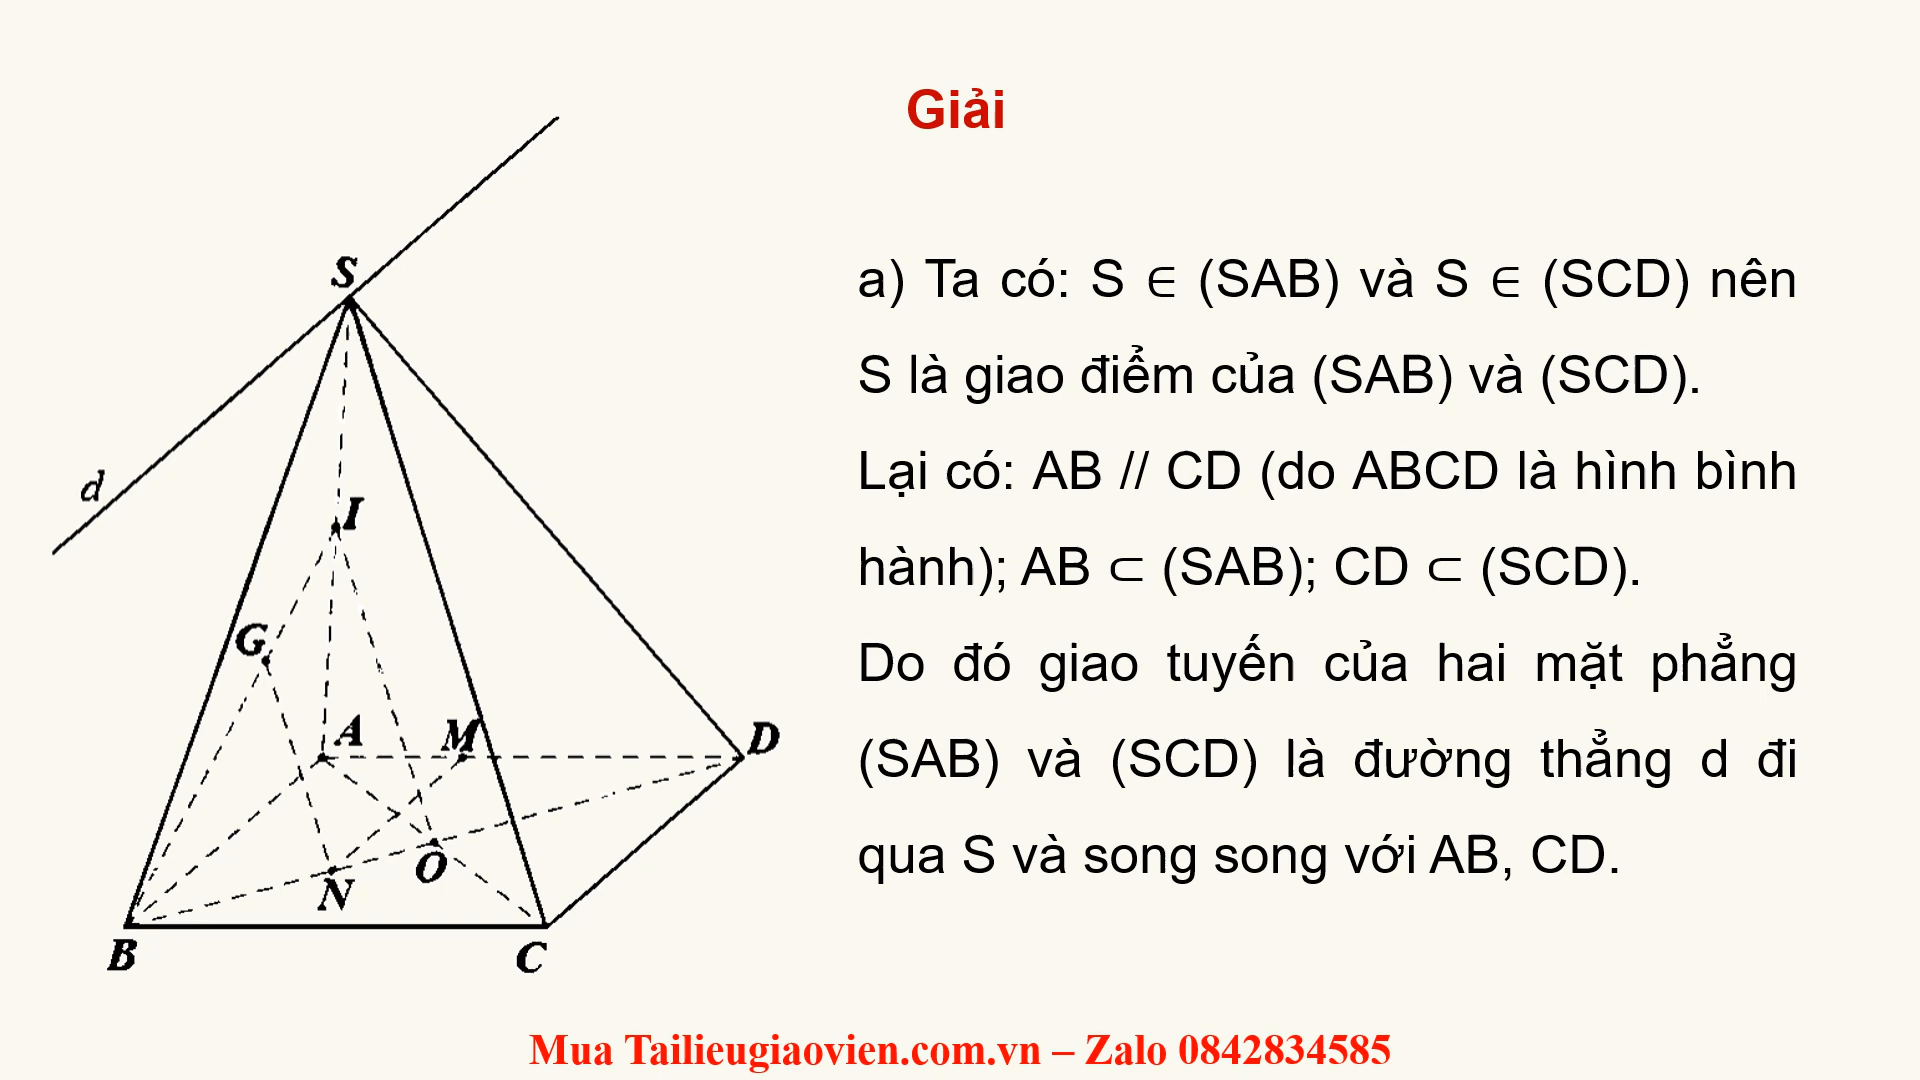 Giải
a) Ta có: S ∈ (SAB) và S ∈ (SCD) nên
S là giao điểm của (SAB) và (SCD).
Lại có: AB // CD (do ABCD là hình bình
hành); AB ⊂ (SAB); CD ⊂ (SCD).
Do đó giao tuyến của hai mặt phẳng
(SAB) và (SCD) là đường thẳng d đi
qua S và song song với AB, CD.
S
d
I
G
A
M
D
O
N
B
C
Mua Tailieugiaovien.com.vn – Zalo 0842834585